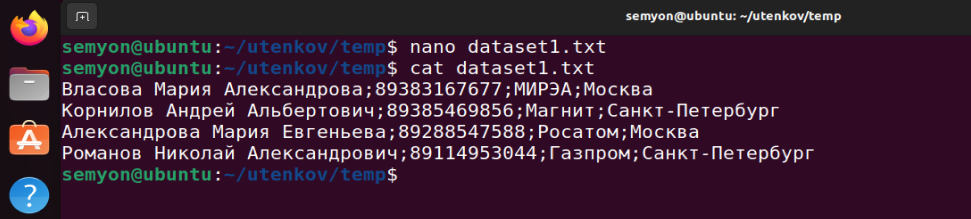 semyon@ubuntu: ~/utenkov/temp
semyon@ubuntu:~/utenkov/temp$ nano dataset1.txt
semyon@ubuntu:~/utenkov/temp$ cat dataset1.txt
Власова Мария Александрова;89383167677;МИРЭА;Москва
Корнилов Андрей Альбертович;89385469856;Магнит;Санкт-Петербург
Александрова Мария Евгеньева;89288547588;Росатом;Москва
Романов Николай Александрович;89114953044;Газпром;Санкт-Петербург
semyon@ubuntu:~/utenkov/temp$